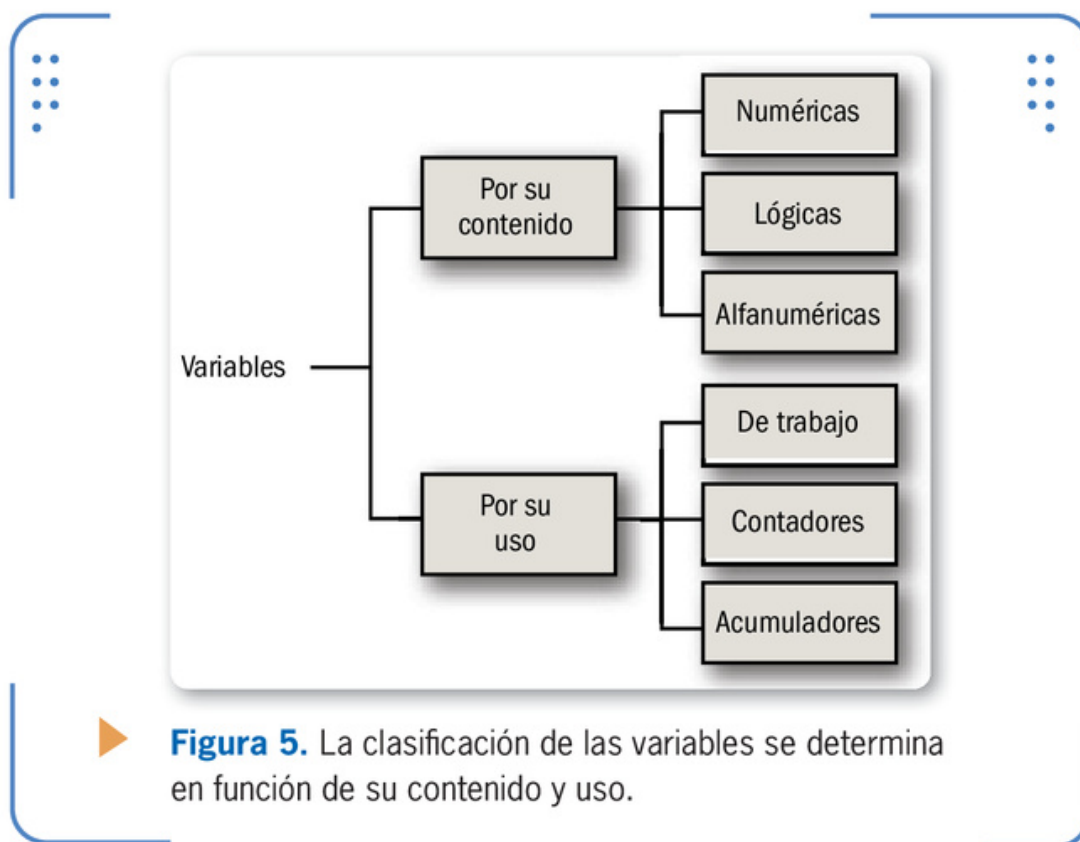 Variables
Por su
contenido
Numéricas
Lógicas
Alfanuméricas
Por su
uso
De trabajo
Contadores
Acumuladores
Figura 5. La clasificación de las variables se determina
en función de su contenido y uso.